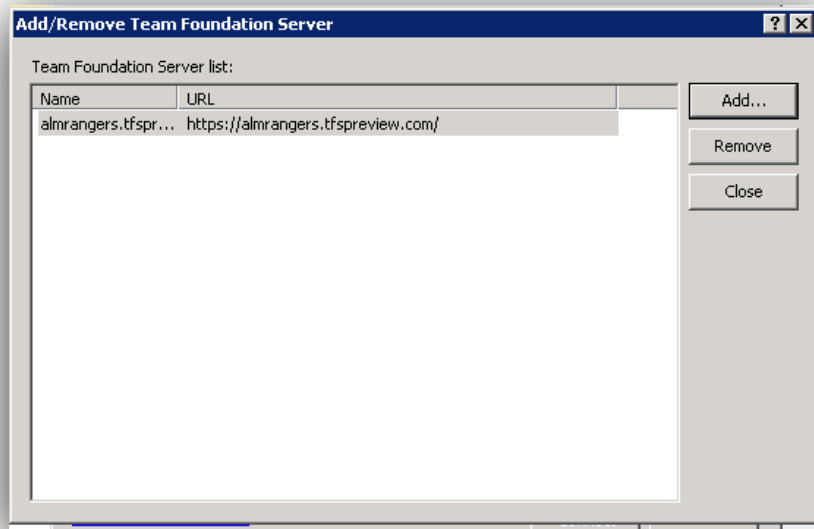 Add/Remove Team Foundation Server
Team Foundation Server list:
Name URL
almrangers.tfspr... https://almrangers.tfspreview.com/
Add...
Remove
Close